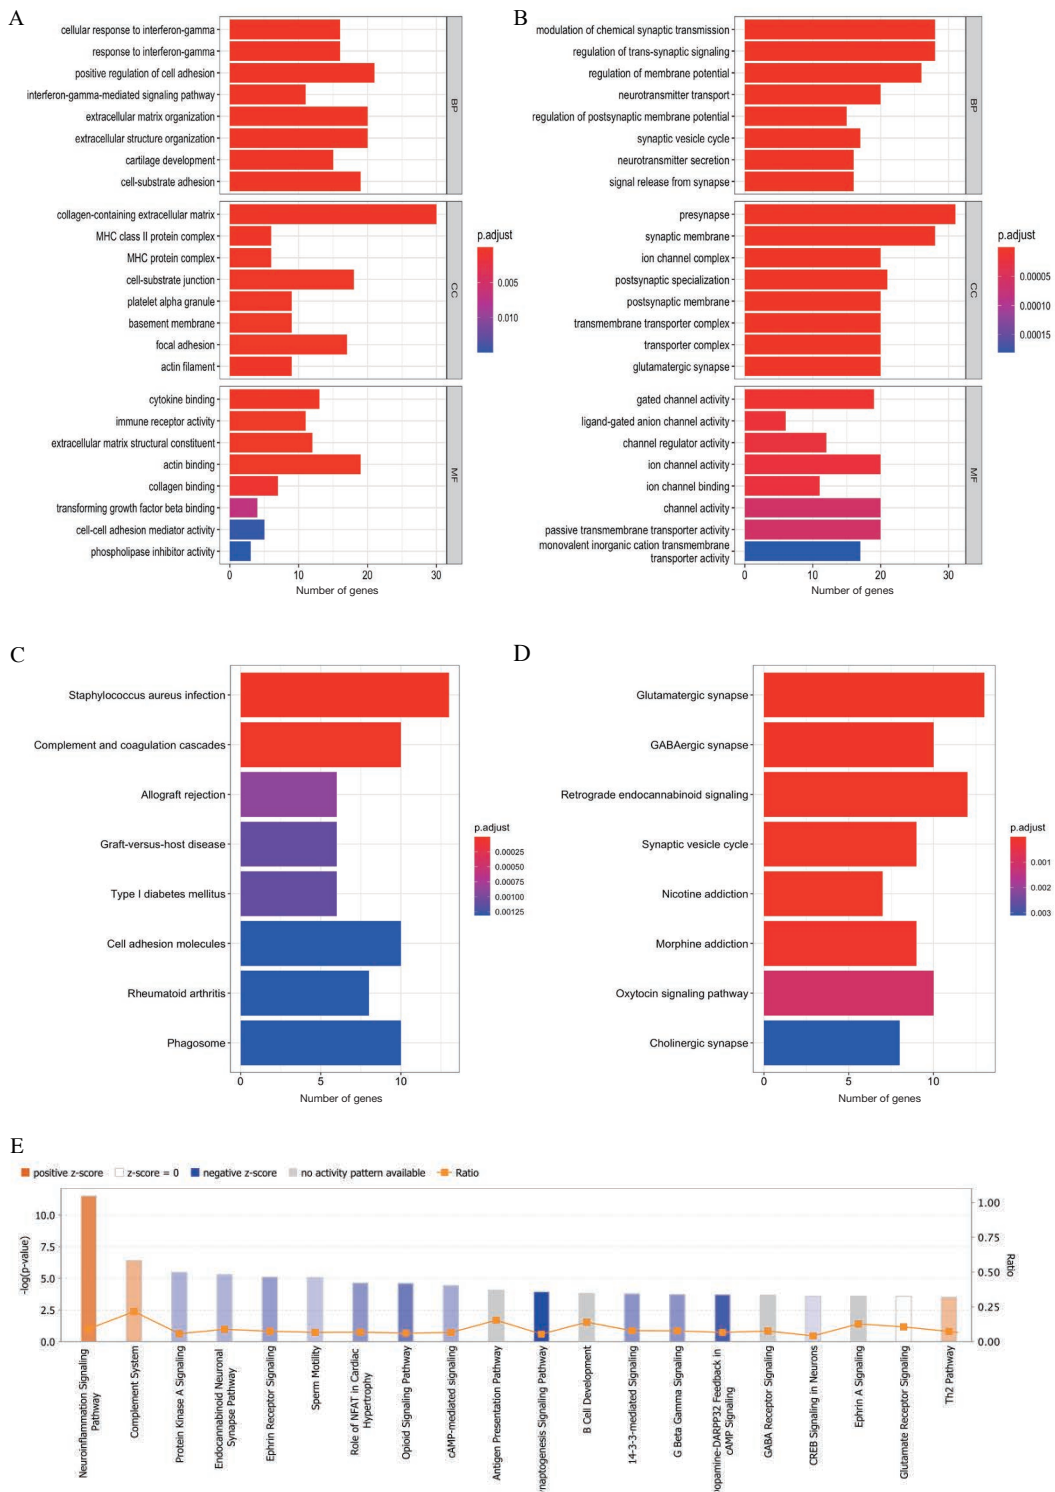 A
cellular response to interferon-gamma
response to interferon-gamma
positive regulation of cell adhesion
interferon-gamma-mediated signaling pathway
extracellular matrix organization
extracellular structure organization
cartilage development
cell-substrate adhesion
BP
collagen-containing extracellular matrix
MHC class II protein complex
MHC protein complex
cell-substrate junction
platelet alpha granule
basement membrane
focal adhesion
actin filament
CC
cytokine binding
immune receptor activity
extracellular matrix structural constituent
actin binding
collagen binding
transforming growth factor beta binding
cell-cell adhesion mediator activity
phospholipase inhibitor activity
MF
0 10 20 30
Number of genes
p.adjust
0.005
0.010
B
modulation of chemical synaptic transmission
regulation of trans-synaptic signaling
regulation of membrane potential
neurotransmitter transport
regulation of postsynaptic membrane potential
synaptic vesicle cycle
neurotransmitter secretion
signal release from synapse
BP
presynapse
synaptic membrane
ion channel complex
postsynaptic specialization
postsynaptic membrane
transmembrane transporter complex
transporter complex
glutamatergic synapse
CC
gated channel activity
ligand-gated anion channel activity
channel regulator activity
ion channel activity
ion channel binding
channel activity
passive transmembrane transporter activity
monovalent inorganic cation transmembrane
transporter activity
MF
0 10 20 30
Number of genes
p.adjust
0.00005
0.00010
0.00015
C
Staphylococcus aureus infection
Complement and coagulation cascades
Allograft rejection
Graft-versus-host disease
Type I diabetes mellitus
Cell adhesion molecules
Rheumatoid arthritis
Phagosome
0 5 10
Number of genes
p.adjust
0.00025
0.00050
0.00075
0.00100
0.00125
D
Glutamatergic synapse
GABAergic synapse
Retrograde endocannabinoid signaling
Synaptic vesicle cycle
Nicotine addiction
Morphine addiction
Oxytocin signaling pathway
Cholinergic synapse
0 5 10
Number of genes
p.adjust
0.001
0.002
0.003
E
positive z-score z-score = 0 negative z-score no activity pattern available Ratio
-log(p-value)
10.0
7.5
5.0
2.5
0.0
1.00
0.75
0.50
0.25
0.00
Ratio
Neuroinflammation Signaling
Pathway
Complement System
Protein Kinase A Signaling
Endocannabinoid Neuronal
Synapse Pathway
Ephrin Receptor Signaling
Sperm Motility
Role of NFAT in Cardiac
Hypertrophy
Opioid Signaling Pathway
cAMP-mediated signaling
Antigen Presentation Pathway
ynaptogenesis Signaling Pathway
B Cell Development
14-3-3-mediated Signaling
G Beta Gamma Signaling
Dopamine-DARPP32 Feedback in
cAMP Signaling
GABA Receptor Signaling
CREB Signaling in Neurons
Ephrin A Signaling
Glutamate Receptor Signaling
Th2 Pathway